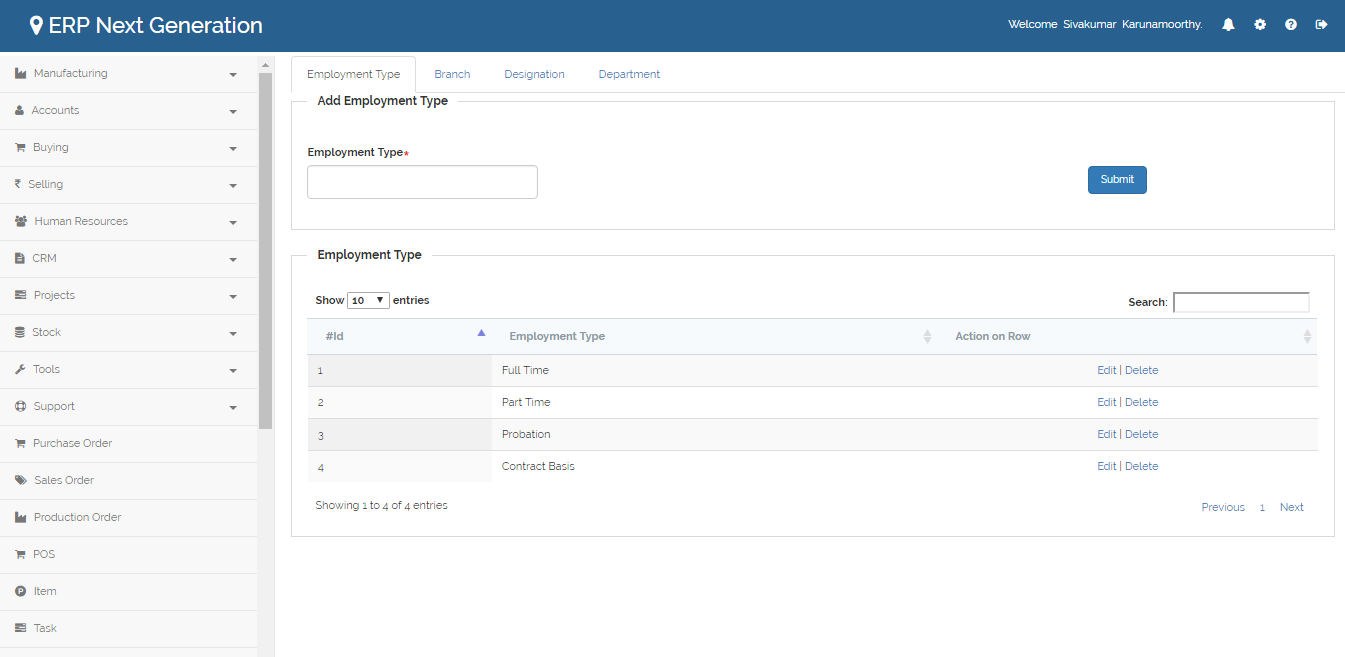 ERP Next Generation
Welcome Sivakumar Karunamoorthy.
Manufacturing
Accounts
Buying
Selling
Human Resources
CRM
Projects
Stock
Tools
Support
Purchase Order
Sales Order
Production Order
POS
Item
Task
Employment Type Branch Designation Department
Add Employment Type
Employment Type*
Submit
Employment Type
Show 10 entries
Search:
#Id Employment Type Action on Row
1 Full Time Edit | Delete
2 Part Time Edit | Delete
3 Probation Edit | Delete
4 Contract Basis Edit | Delete
Showing 1 to 4 of 4 entries
Previous 1 Next